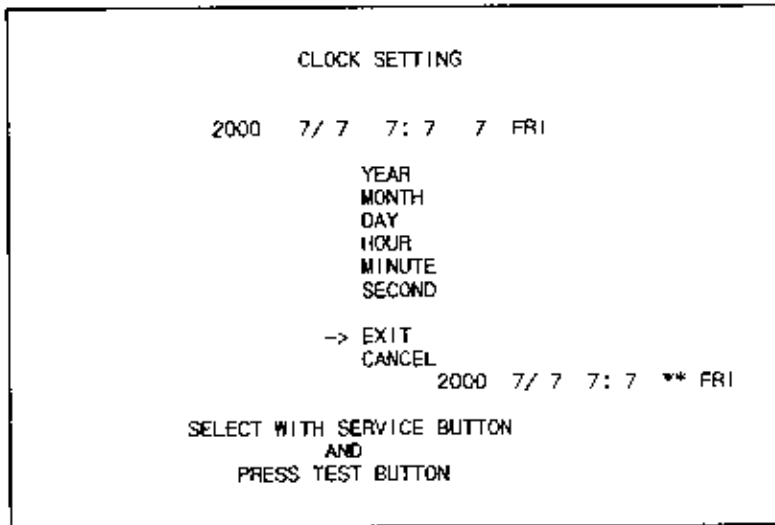 CLOCK SETTING
2000 7/ 7 7: 7 7 FRI
YEAR
MONTH
DAY
HOUR
MINUTE
SECOND
-> EXIT
CANCEL
2000 7/ 7 7: 7 ** FRI
SELECT WITH SERVICE BUTTON
AND
PRESS TEST BUTTON